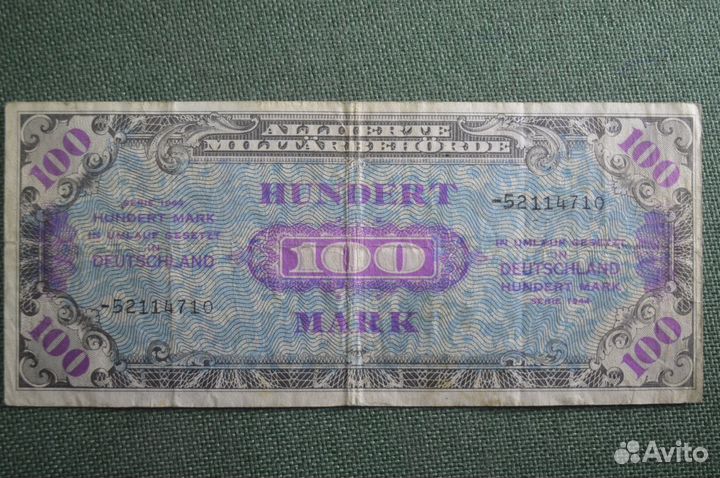 100
ALLIIERTE
MILITÄRBEHÖRDE
100
HUNDERT
-52114710
SERIE 1944
HUNDERT MARK
IN UMLAUF GESETZT
IN
DEUTSCHLAND
100
IN UMLAUF GESETZT
IN
DEUTSCHLAND
HUNDERT MARK
SERIE 1944
-52114710
MARK
100
100
Avito